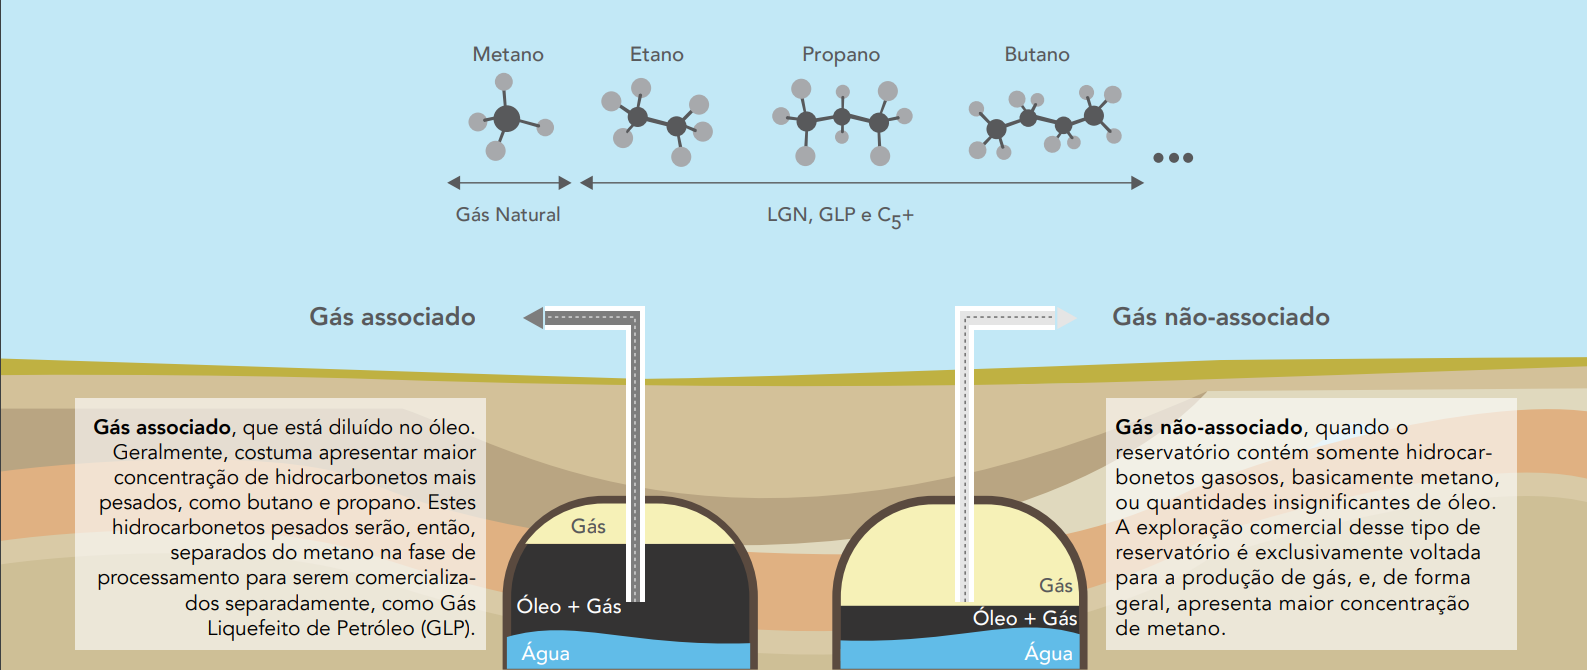 Metano
Etano
Propano
Butano
Gás Natural
LGN, GLP e C5+
Gás associado
Gás não-associado
Gás associado, que está diluído no óleo.
Geralmente, costuma apresentar maior
concentração de hidrocarbonetos mais
pesados, como butano e propano. Estes
hidrocarbonetos pesados serão, então,
separados do metano na fase de
processamento para serem comercializa-
dos separadamente, como Gás
Liquefeito de Petróleo (GLP).
Gás
Óleo + Gás
Água
Gás
Óleo + Gás
Água
Gás não-associado, quando o
reservatório contém somente hidrocar-
bonetos gasosos, basicamente metano,
ou quantidades insignificantes de óleo.
A exploração comercial desse tipo de
reservatório é exclusivamente voltada
para a produção de gás, e, de forma
geral, apresenta maior concentração
de metano.